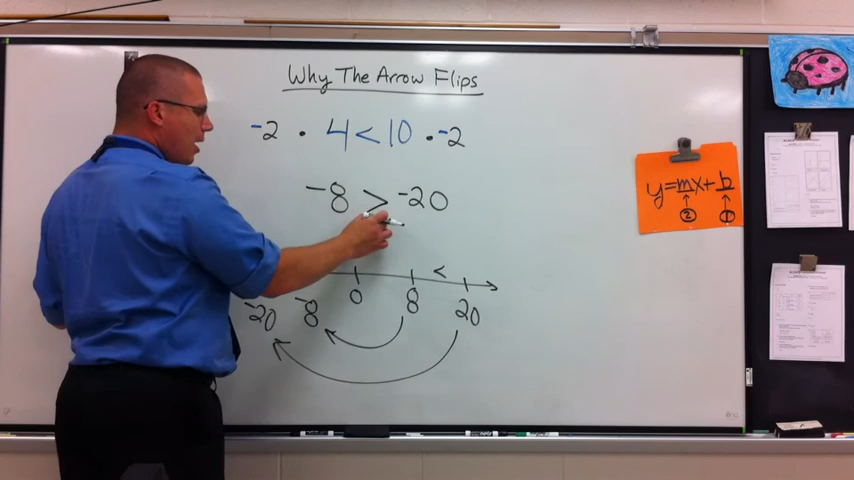 Why The Arrow Flips
-2 • 4 < 10 • -2
-8 > -20
<
0 8 20
-20 -8
y=mx+b
② ①